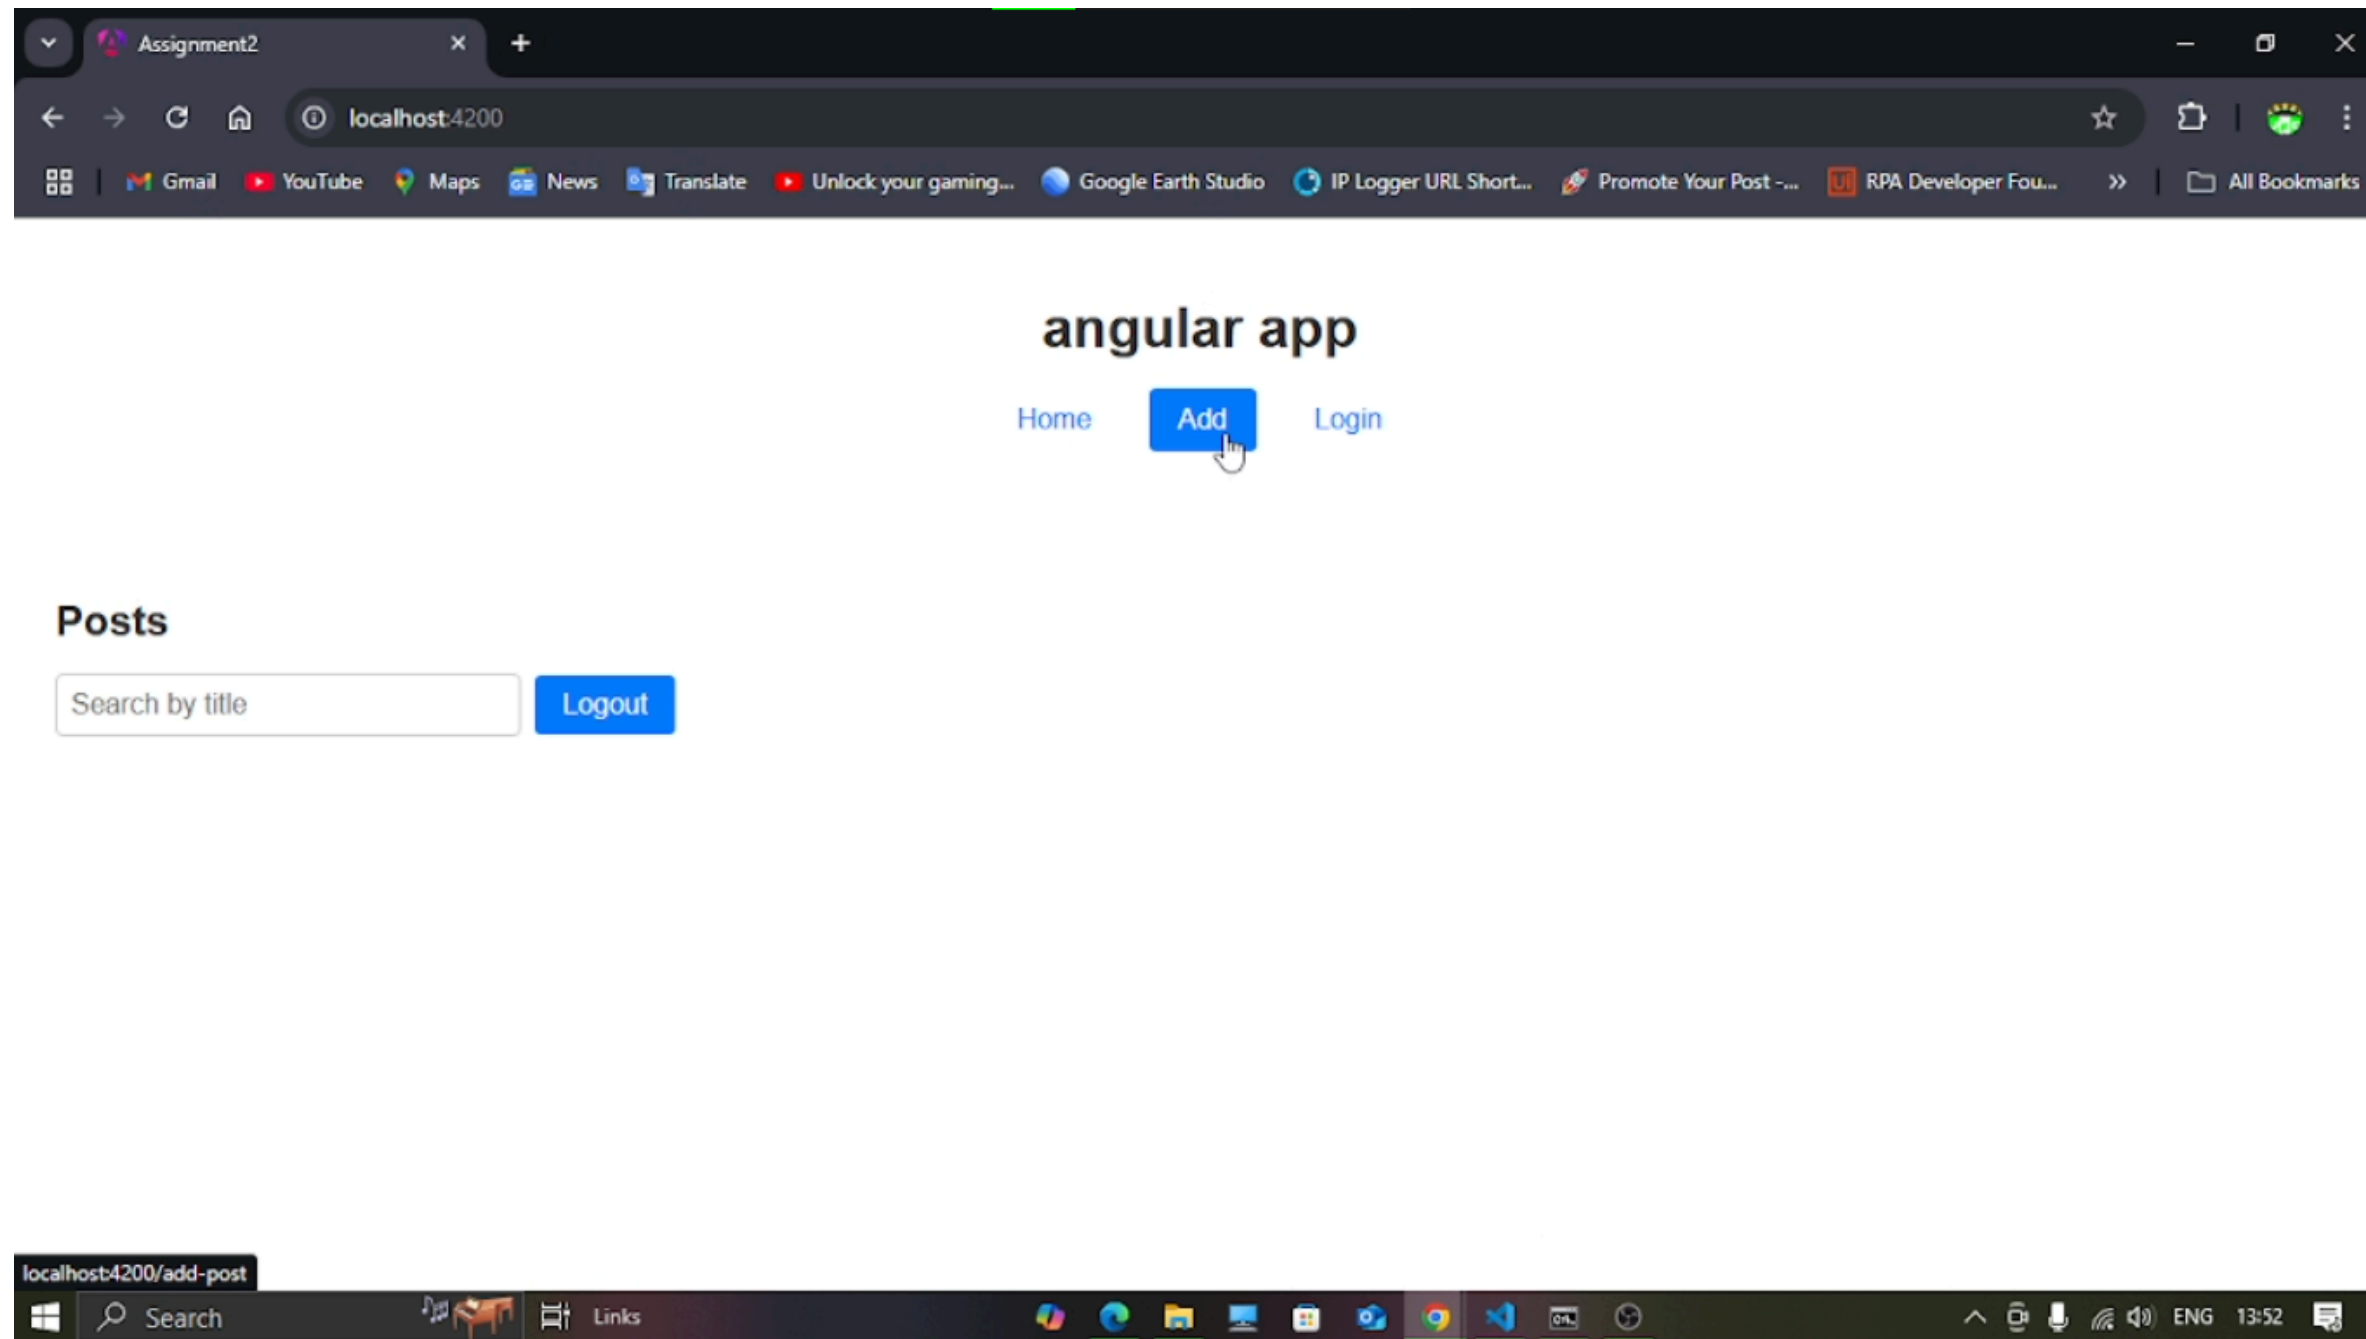 Assignment2
localhost:4200
Gmail YouTube Maps News Translate Unlock your gaming... Google Earth Studio IP Logger URL Short... Promote Your Post -... RPA Developer Fou... All Bookmarks
angular app
Home Add Login
Posts
Search by title Logout
localhost:4200/add-post
Search Links ENG 13:52